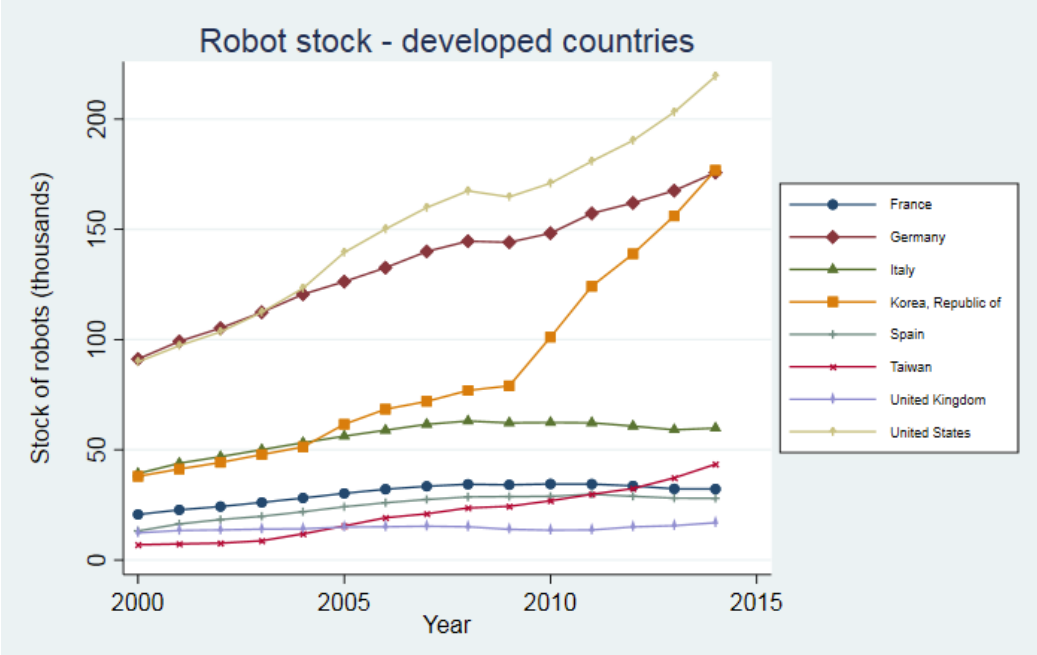 Robot stock - developed countries
Stock of robots (thousands)
200
150
100
50
0
2000 2005 2010 2015
Year
France
Germany
Italy
Korea, Republic of
Spain
Taiwan
United Kingdom
United States